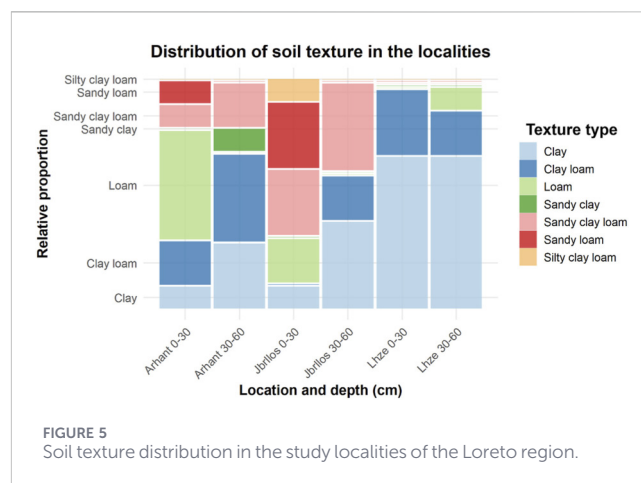 Distribution of soil texture in the localities
Relative proportion
Silty clay loam
Sandy loam
Sandy clay loam
Sandy clay
Loam
Clay loam
Clay
Arhant 0-30
Arhant 30-60
Jbrllos 0-30
Jbrllos 30-60
Lhze 0-30
Lhze 30-60
Location and depth (cm)
Texture type
Clay
Clay loam
Loam
Sandy clay
Sandy clay loam
Sandy loam
Silty clay loam
FIGURE 5
Soil texture distribution in the study localities of the Loreto region.